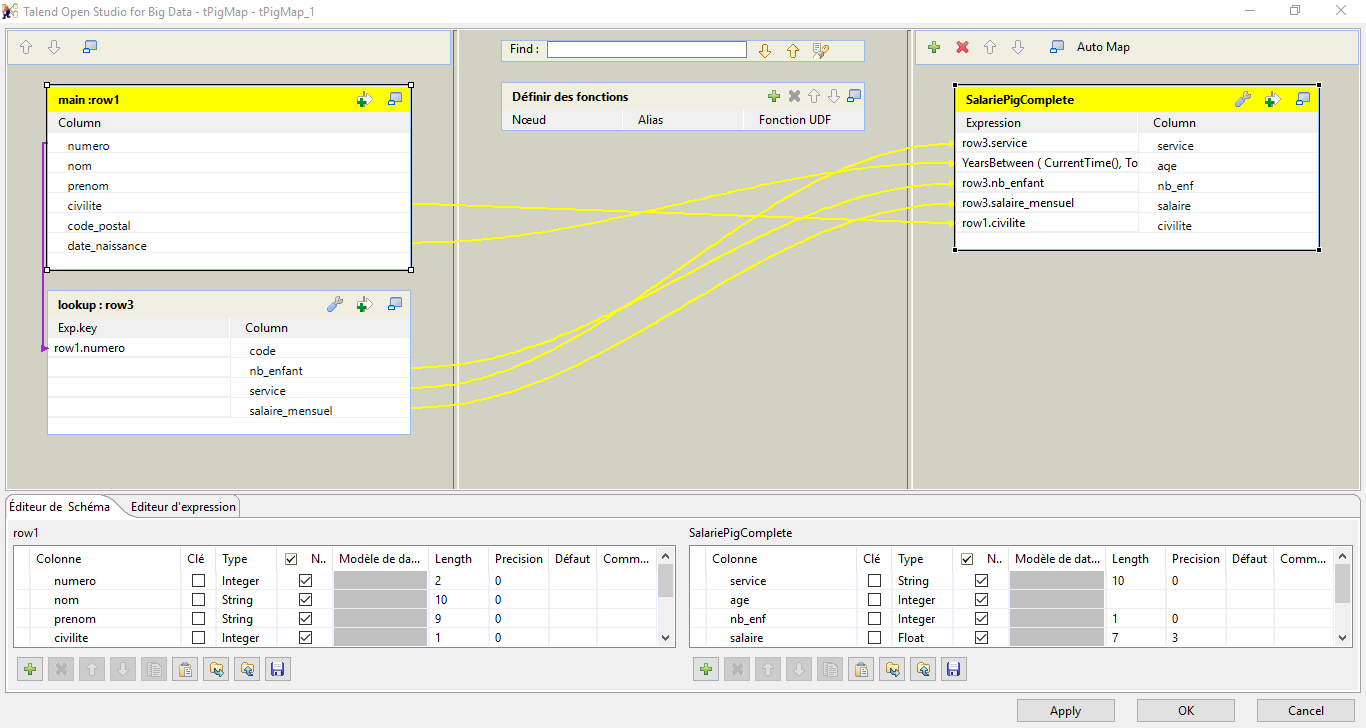 Talend Open Studio for Big Data - tPigMap - tPigMap_1
Find :
Auto Map
main :row1
Column
numero
nom
prenom
civilite
code_postal
date_naissance
lookup : row3
Exp.key Column
row1.numero code
nb_enfant
service
salaire_mensuel
Définir des fonctions
Nœud Alias Fonction UDF
SalariePigComplete
Expression Column
row3.service service
YearsBetween ( CurrentTime(), To age
row3.nb_enfant nb_enf
row3.salaire_mensuel salaire
row1.civilite civilite
Éditeur de Schéma Editeur d'expression
row1
Colonne Clé Type N.. Modèle de da... Length Precision Défaut Comm...
numero Integer 2 0
nom String 10 0
prenom String 9 0
civilite Integer 1 0
SalariePigComplete
Colonne Clé Type N.. Modèle de dat... Length Precision Défaut Comm...
service String 10 0
age Integer
nb_enf Integer 1 0
salaire Float 7 3
Apply OK Cancel